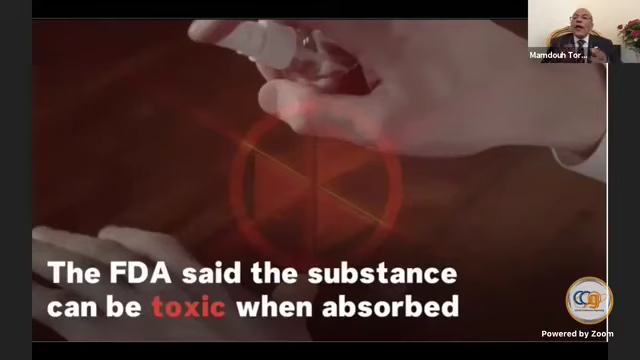 Mamdouh Tor...
The FDA said the substance
can be toxic when absorbed
Powered by Zoom